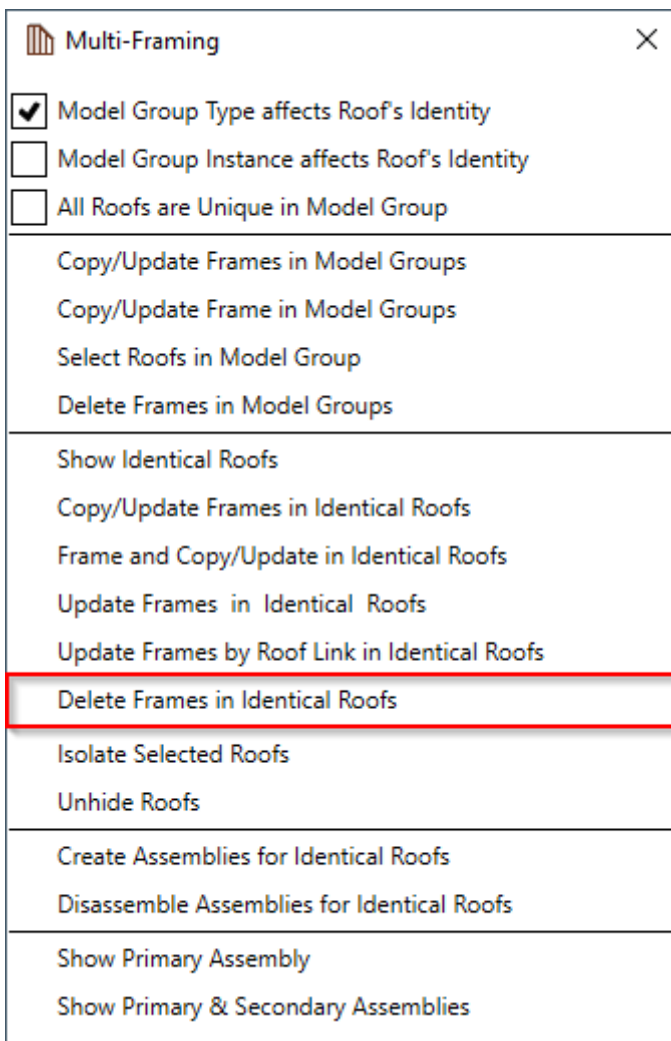 Multi-Framing
Model Group Type affects Roof's Identity
Model Group Instance affects Roof's Identity
All Roofs are Unique in Model Group
Copy/Update Frames in Model Groups
Copy/Update Frame in Model Groups
Select Roofs in Model Group
Delete Frames in Model Groups
Show Identical Roofs
Copy/Update Frames in Identical Roofs
Frame and Copy/Update in Identical Roofs
Update Frames  in  Identical  Roofs
Update Frames by Roof Link in Identical Roofs
Delete Frames in Identical Roofs
Isolate Selected Roofs
Unhide Roofs
Create Assemblies for Identical Roofs
Disassemble Assemblies for Identical Roofs
Show Primary Assembly
Show Primary & Secondary Assemblies